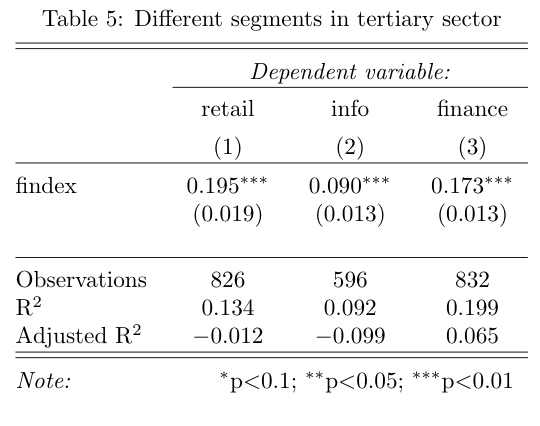 Table 5: Different segments in tertiary sector
Dependent variable:
retail info finance
(1) (2) (3)
findex 0.195*** 0.090*** 0.173***
(0.019) (0.013) (0.013)
Observations 826 596 832
R² 0.134 0.092 0.199
Adjusted R² −0.012 −0.099 0.065
Note: *p<0.1; **p<0.05; ***p<0.01